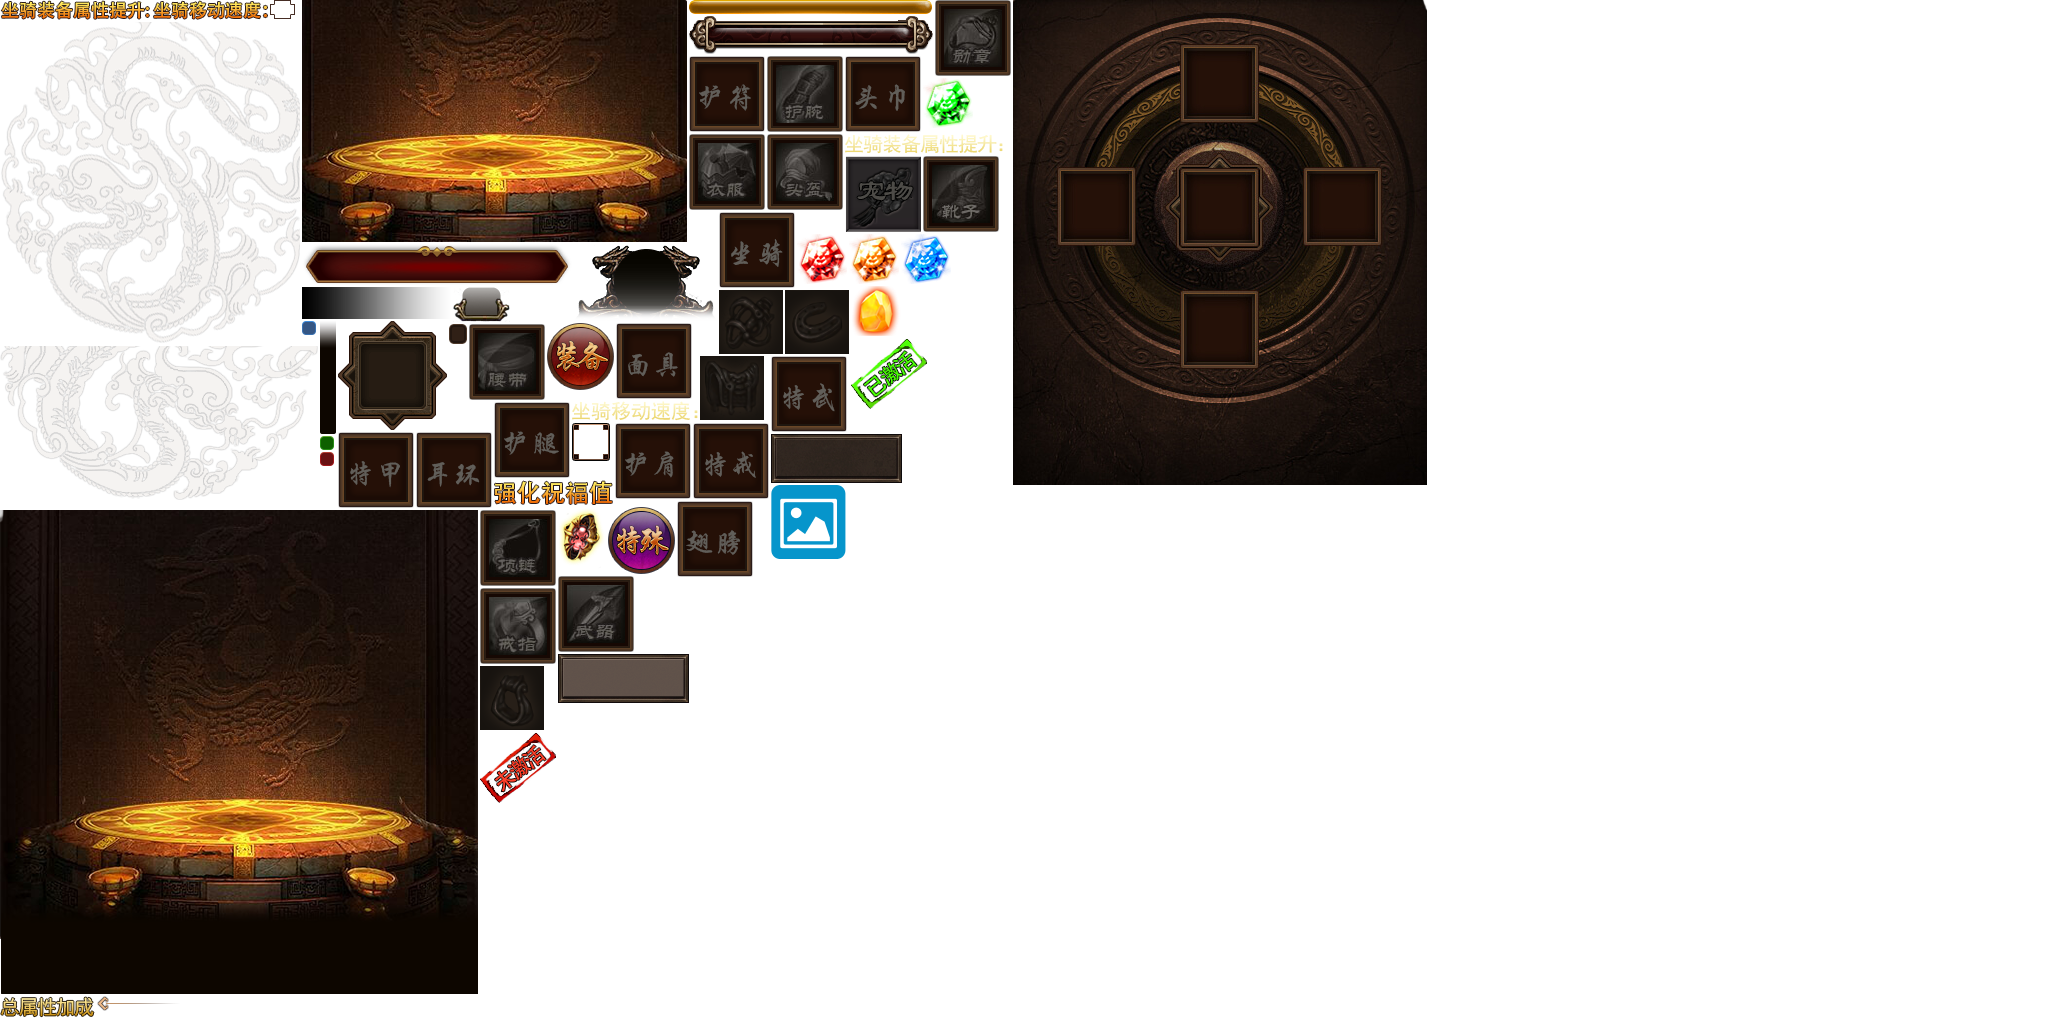 坐骑装备属性提升:坐骑移动速度:
勋章
护符
护腕
头巾
坐骑装备属性提升:
衣服
头盔
宠物
靴子
坐骑
腰带
装备
面具
特武
已激活
坐骑移动速度:
护腿
特甲
耳环
护肩
特戒
强化祝福值
项链
特殊
翅膀
戒指
武器
未激活
总属性加成